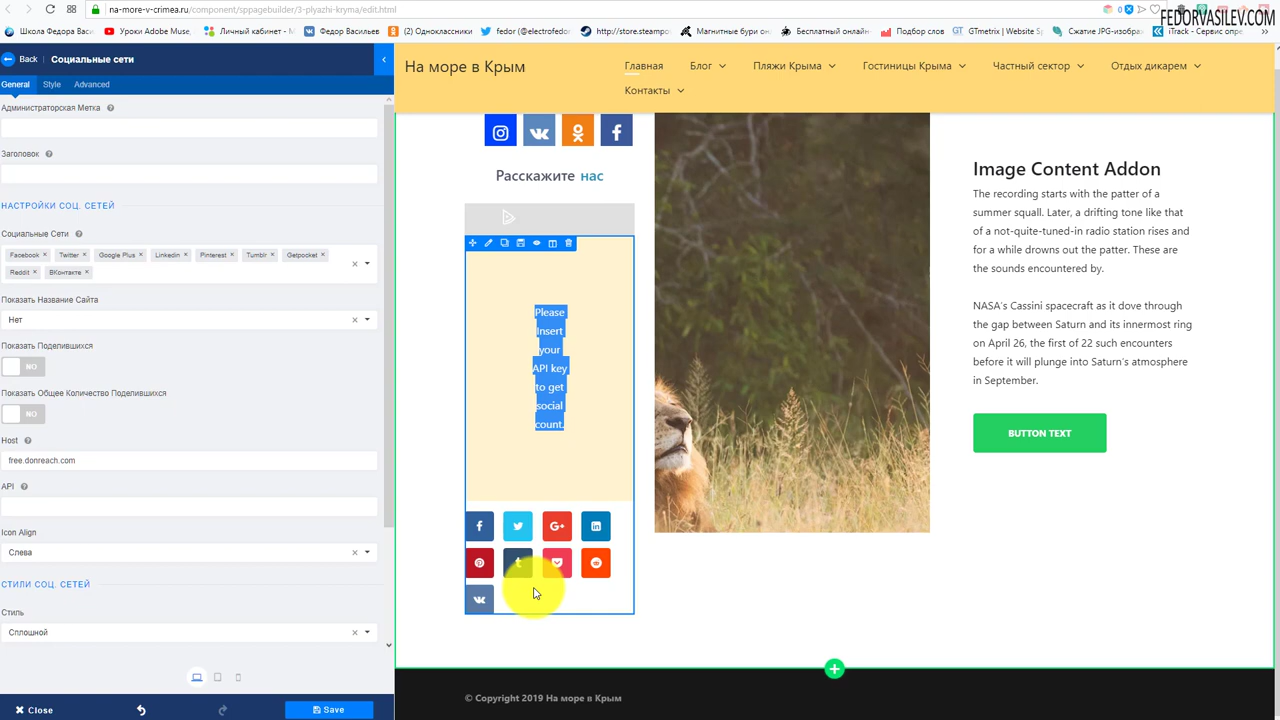 na-more-v-crimea.ru/component/sppagebuilder/3-plyazhi-kryma/edit.html
FEDORVASILEV.COM
Школа Федора Васи
Уроки Adobe Muse,
Личный кабинет -
Федор Васильев
(2) Одноклассники
fedor (@electrofedo
http://store.steampo
Магнитные бури он
Бесплатный онлайн
Подбор слов
GTmetrix | Website Sp
Сжатие JPG-изображ
iTrack - Сервис опре
Back
Социальные сети
General
Style
Advanced
Администраторская Метка
Заголовок
НАСТРОЙКИ СОЦ. СЕТЕЙ
Социальные Сети
Facebook × Twitter × Google Plus × Linkedin × Pinterest × Tumblr × Getpocket ×
Reddit × ВКонтакте ×
Показать Название Сайта
Нет
Показать Поделившихся
NO
Показать Общее Количество Поделившихся
NO
Host
free.donreach.com
API
Icon Align
Слева
СТИЛИ СОЦ. СЕТЕЙ
Стиль
Сплошной
Close
Save
На море в Крым
Главная
Блог
Пляжи Крыма
Гостиницы Крыма
Частный сектор
Отдых дикарем
Контакты
Расскажите нас
Please
Insert
your
API key
to get
social
count.
Image Content Addon
The recording starts with the patter of a
summer squall. Later, a drifting tone like that
of a not-quite-tuned-in radio station rises and
for a while drowns out the patter. These are
the sounds encountered by.
NASA's Cassini spacecraft as it dove through
the gap between Saturn and its innermost ring
on April 26, the first of 22 such encounters
before it will plunge into Saturn's atmosphere
in September.
BUTTON TEXT
© Copyright 2019 На море в Крым